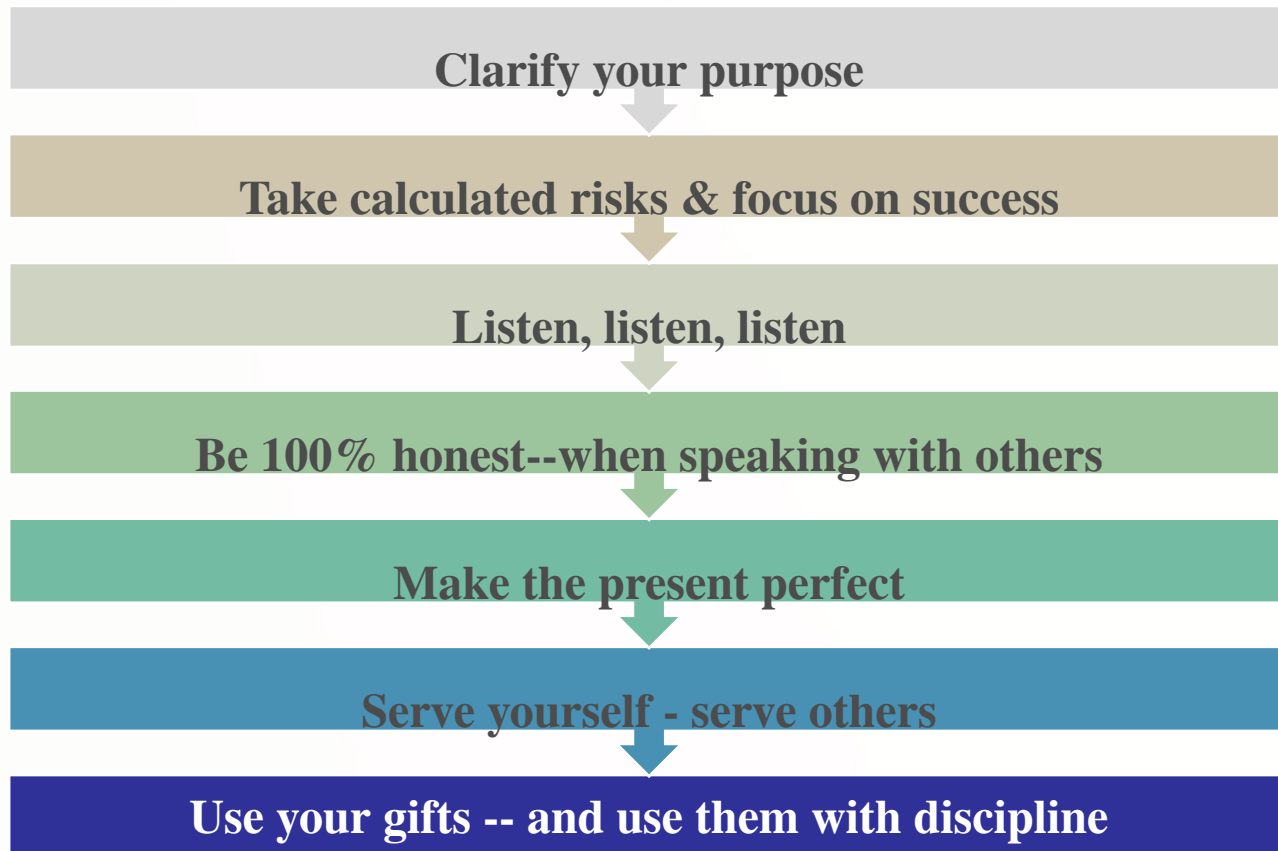 Clarify your purpose
Take calculated risks & focus on success
Listen, listen, listen
Be 100% honest--when speaking with others
Make the present perfect
Serve yourself - serve others
Use your gifts -- and use them with discipline